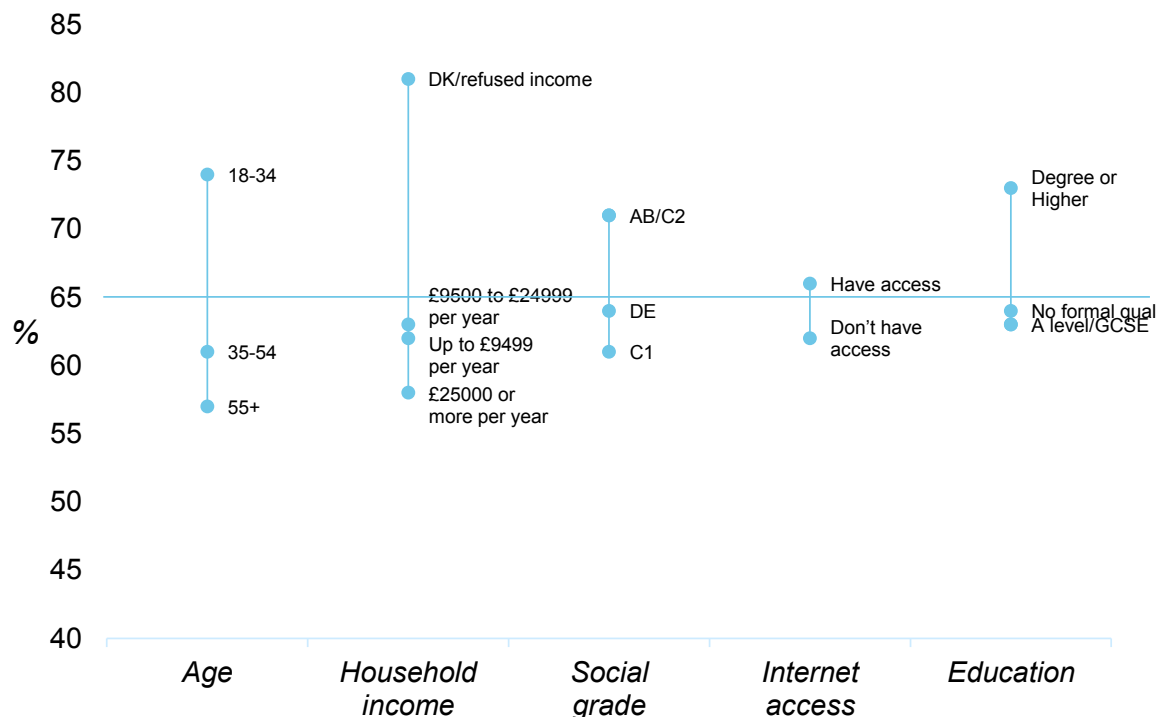 85
80
75
70
65
60
55
50
45
40
%
18-34
35-54
55+
DK/refused income
£9500 to £24999
per year
Up to £9499
per year
£25000 or
more per year
AB/C2
DE
C1
Have access
Don’t have
access
Degree or
Higher
No formal qual
A level/GCSE
Age
Household
income
Social
grade
Internet
access
Education